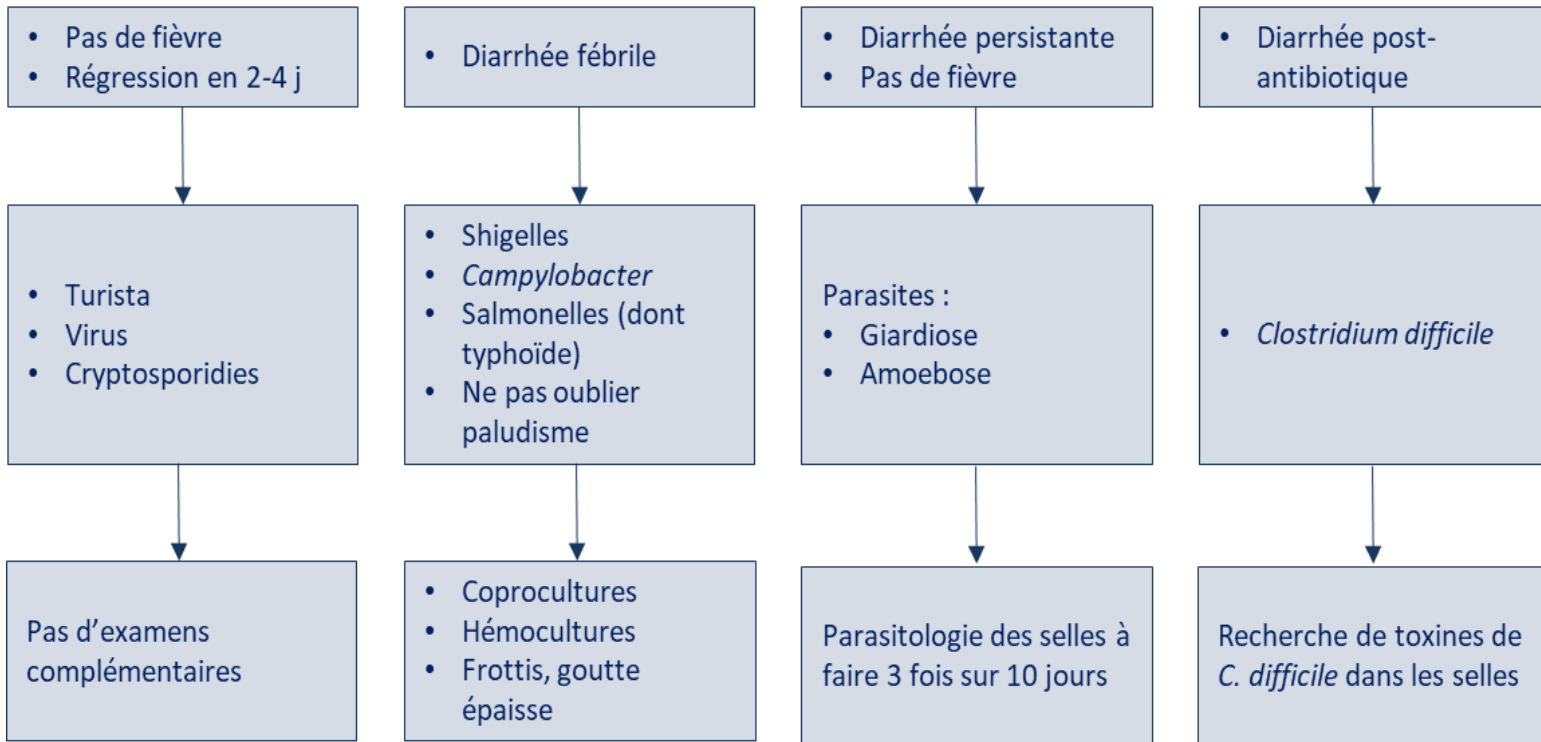 • Pas de fièvre
• Régression en 2-4 j
• Diarrhée fébrile
• Diarrhée persistante
• Pas de fièvre
• Diarrhée post-
antibiotique
• Turista
• Virus
• Cryptosporidies
• Shigelles
• Campylobacter
• Salmonelles (dont
typhoïde)
• Ne pas oublier
paludisme
Parasites :
• Giardiose
• Amoebose
• Clostridium difficile
Pas d’examens
complémentaires
• Coprocultures
• Hémocultures
• Frottis, goutte
épaisse
Parasitologie des selles à
faire 3 fois sur 10 jours
Recherche de toxines de
C. difficile dans les selles